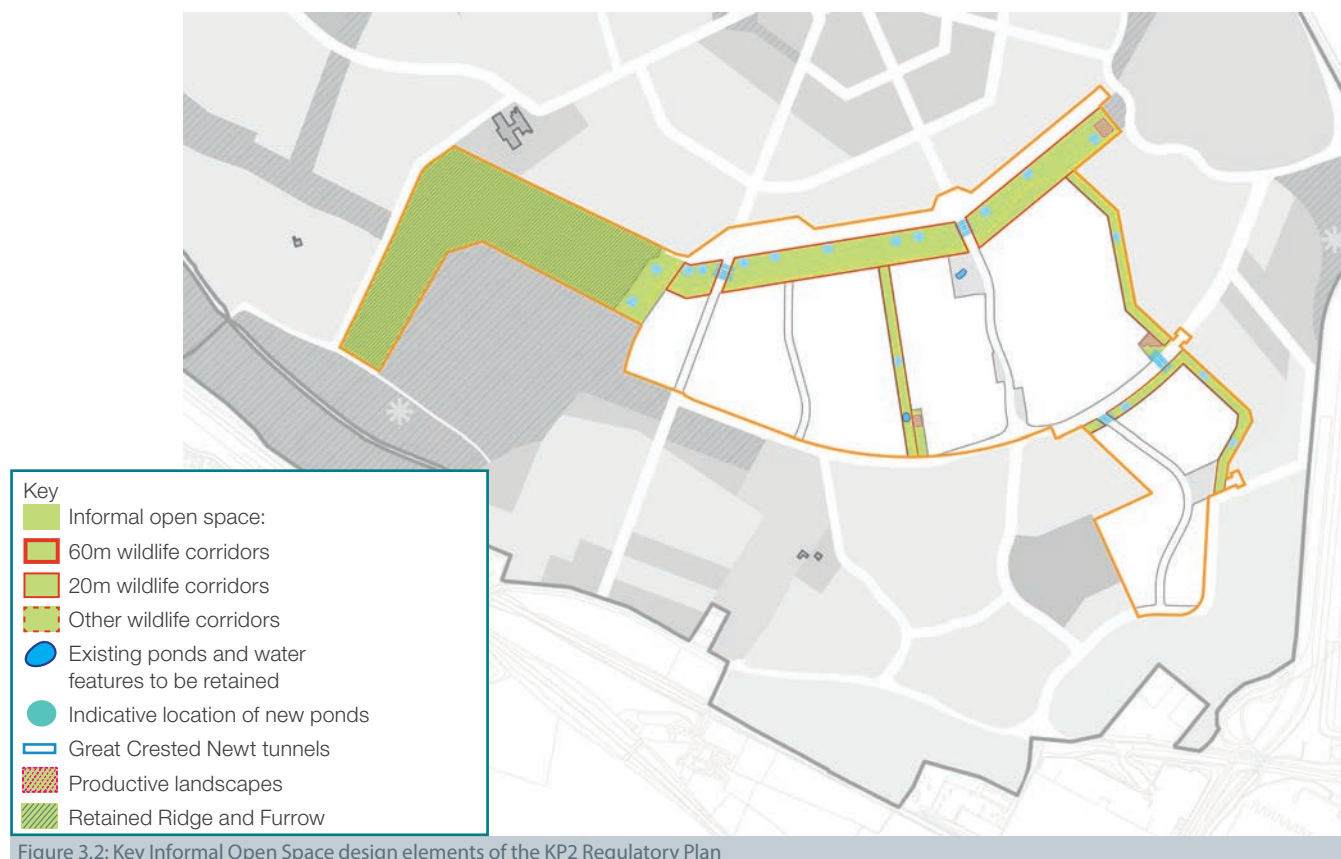 Key
Informal open space:
60m wildlife corridors
20m wildlife corridors
Other wildlife corridors
Existing ponds and water
features to be retained
Indicative location of new ponds
Great Crested Newt tunnels
Productive landscapes
Retained Ridge and Furrow
Figure 3.2: Key Informal Open Space design elements of the KP2 Regulatory Plan